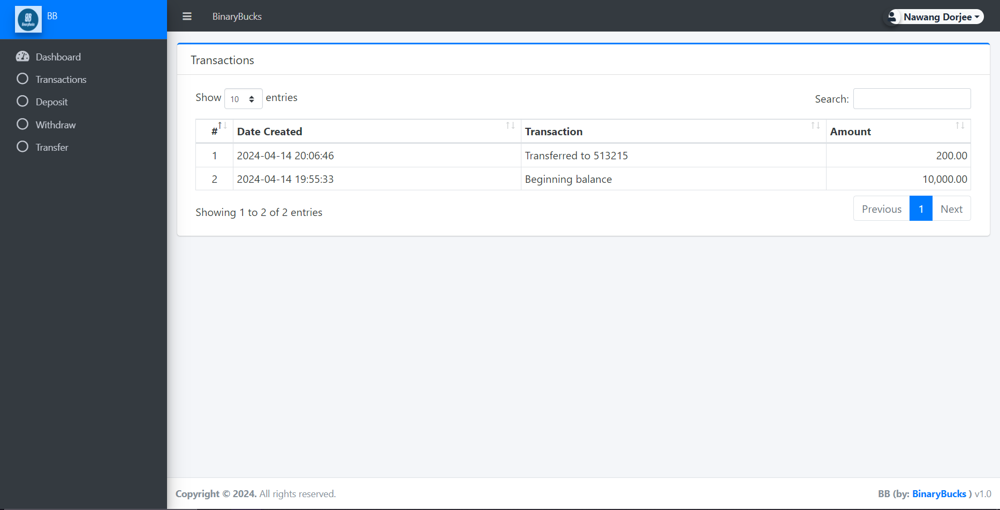 BB
BB
BinaryBucks
BinaryBucks
Nawang Dorjee
Dashboard
Transactions
Deposit
Withdraw
Transfer
Transactions
Show 10 entries
Search:
# Date Created Transaction Amount
1 2024-04-14 20:06:46 Transferred to 513215 200.00
2 2024-04-14 19:55:33 Beginning balance 10,000.00
Showing 1 to 2 of 2 entries
Previous 1 Next
Copyright © 2024. All rights reserved.
BB (by: BinaryBucks ) v1.0